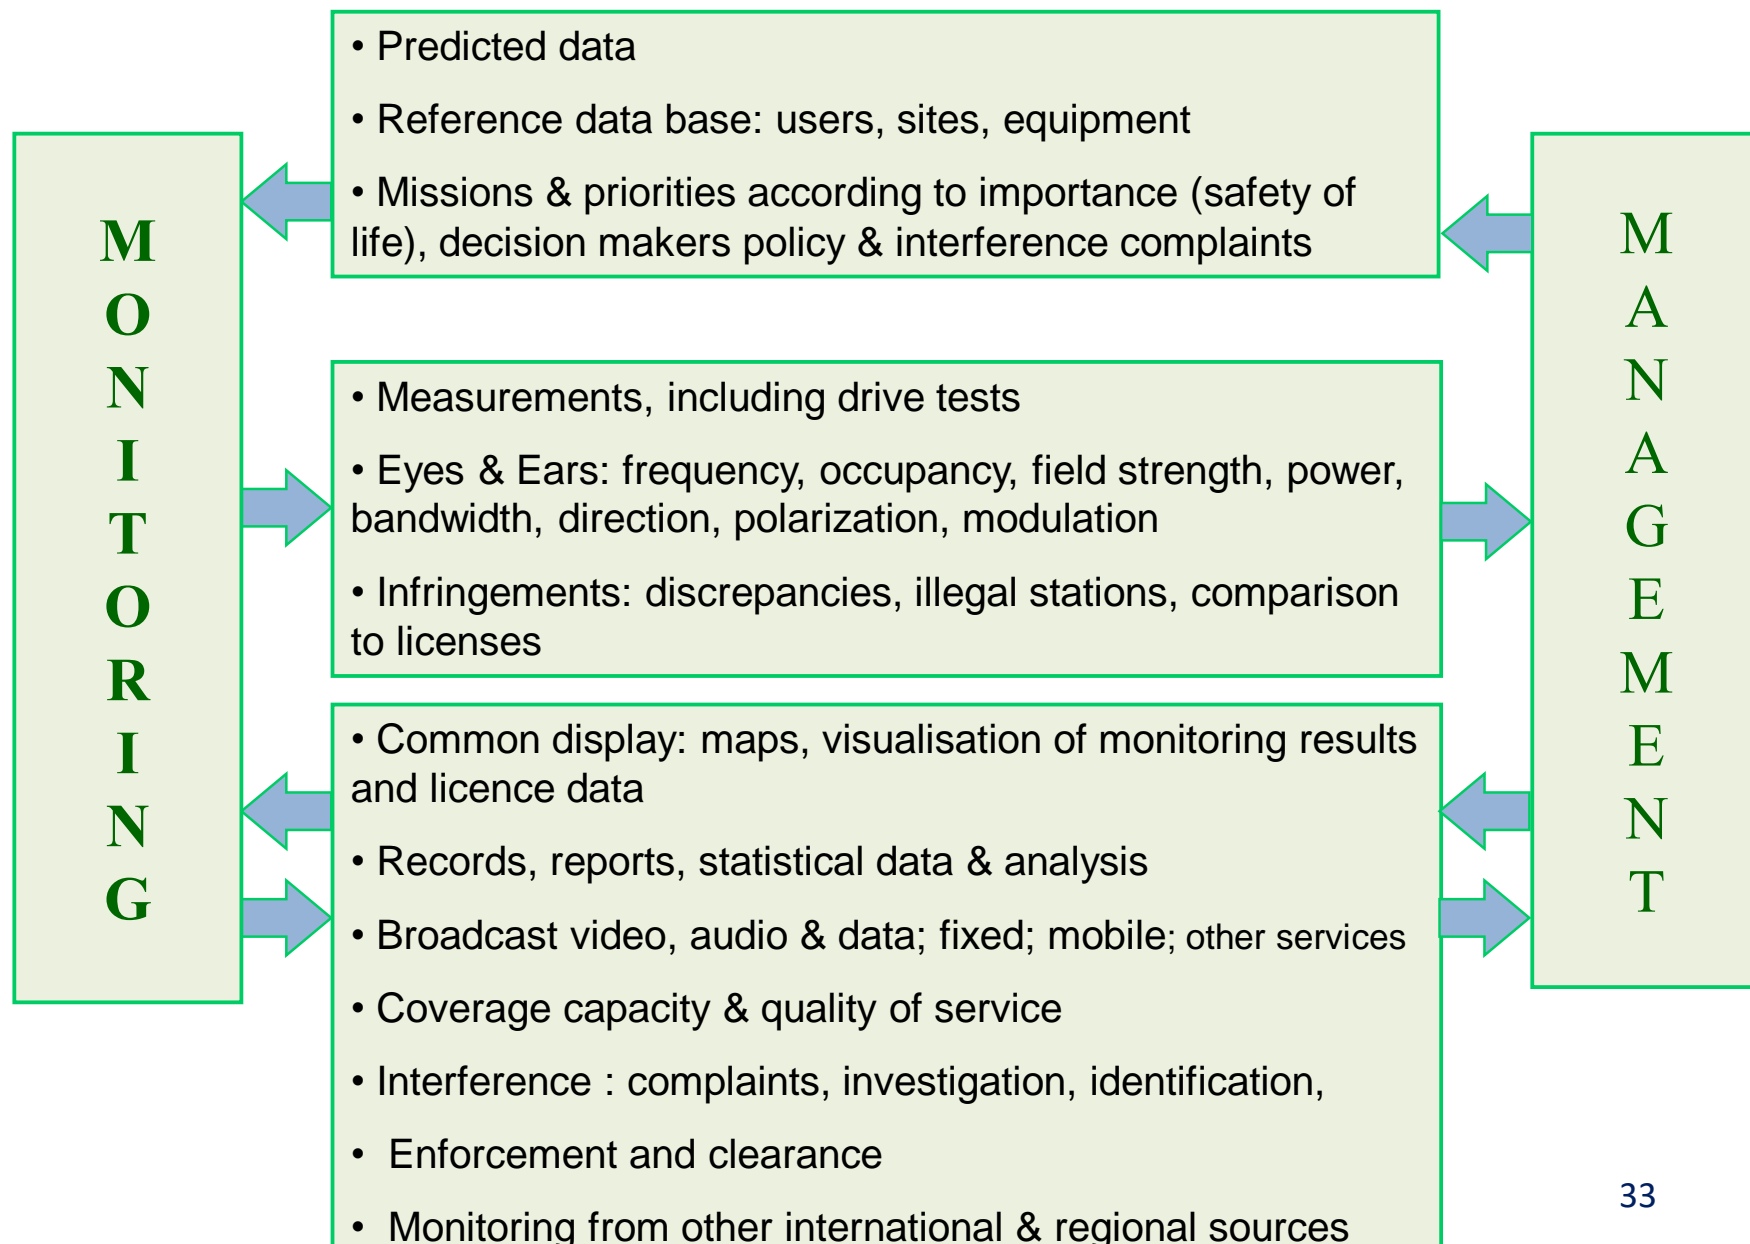 • Predicted data
• Reference data base: users, sites, equipment
• Missions & priorities according to importance (safety of
life), decision makers policy & interference complaints
MONITORING
• Measurements, including drive tests
• Eyes & Ears: frequency, occupancy, field strength, power,
bandwidth, direction, polarization, modulation
• Infringements: discrepancies, illegal stations, comparison
to licenses
MANAGEMENT
• Common display: maps, visualisation of monitoring results
and licence data
• Records, reports, statistical data & analysis
• Broadcast video, audio & data; fixed; mobile; other services
• Coverage capacity & quality of service
• Interference : complaints, investigation, identification,
• Enforcement and clearance
• Monitoring from other international & regional sources
33